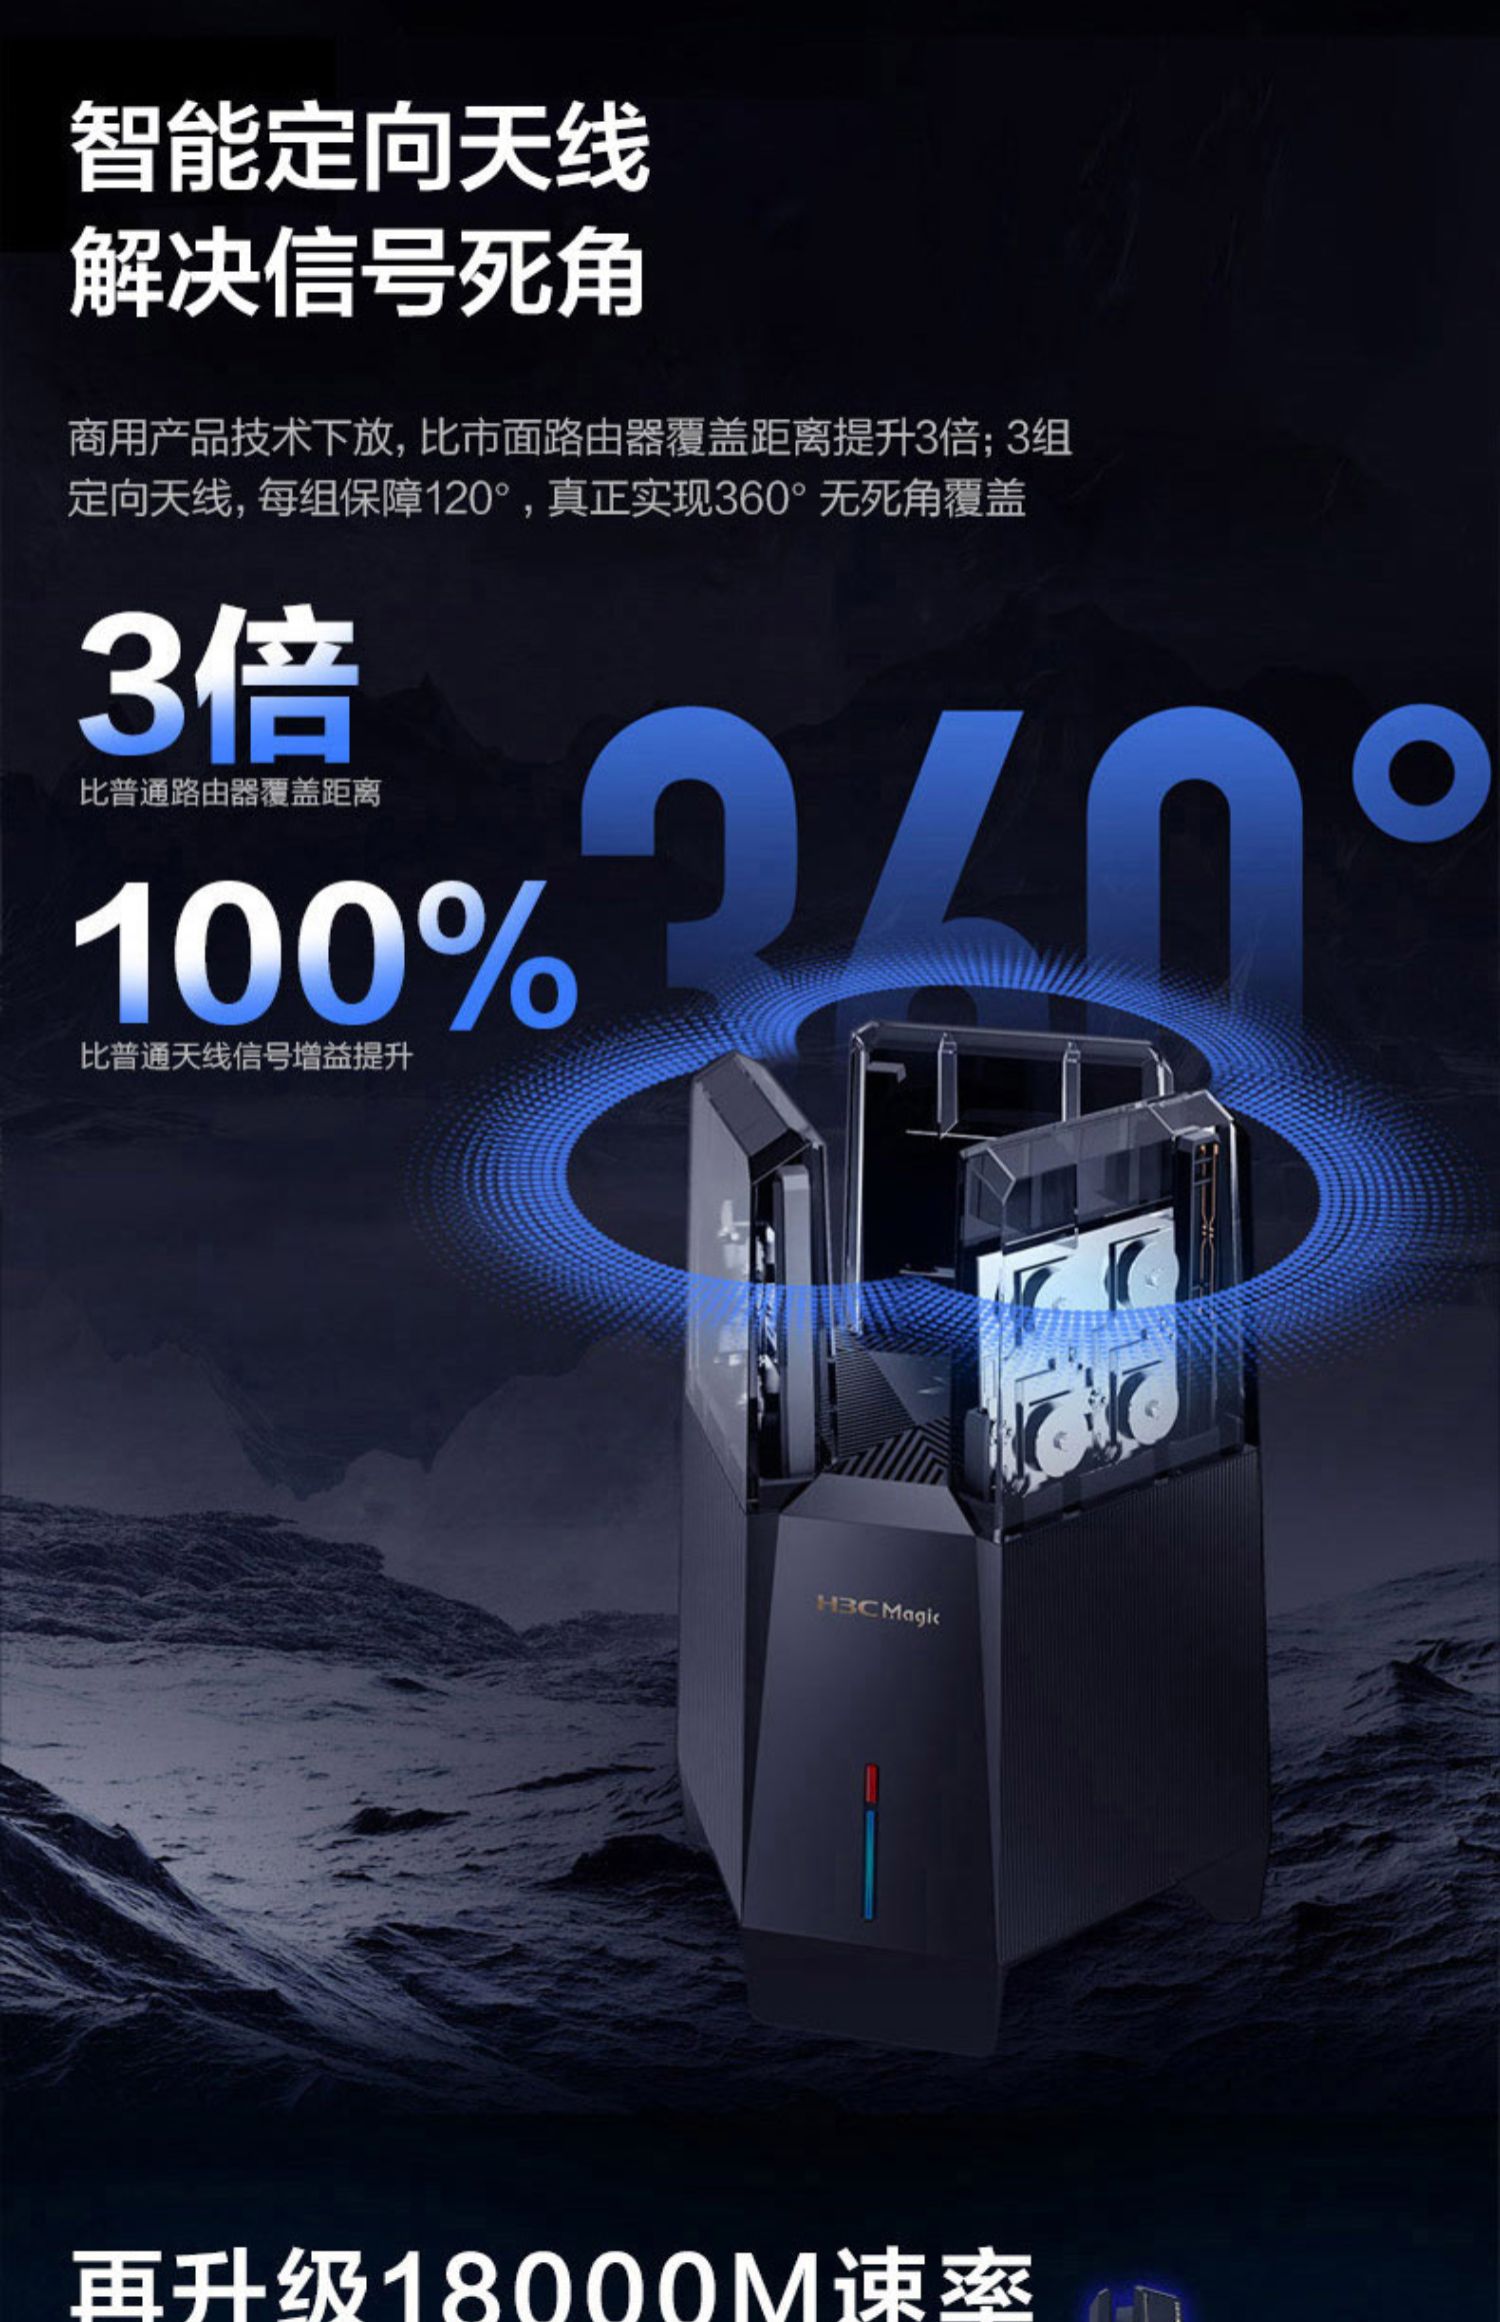 智能定向天线
解决信号死角
商用产品技术下放, 比市面路由器覆盖距离提升3倍; 3组
定向天线, 每组保障120° , 真正实现360° 无死角覆盖
3倍
比普通路由器覆盖距离
360°
100%
比普通天线信号增益提升
H3C Magic
再升级18000M速率